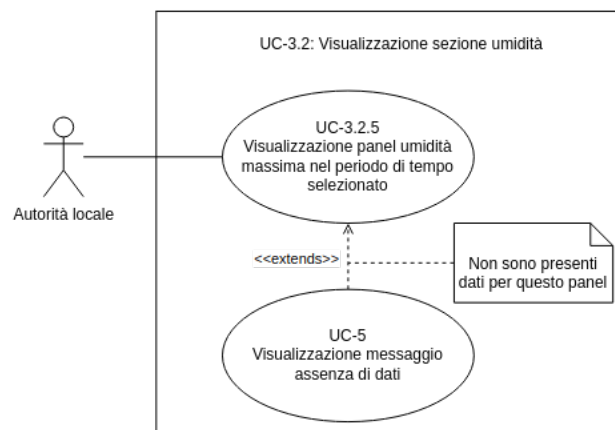 UC-3.2: Visualizzazione sezione umidità
UC-3.2.5
Visualizzazione panel umidità
massima nel periodo di tempo
selezionato
Autorità locale
<<extends>>
Non sono presenti
dati per questo panel
UC-5
Visualizzazione messaggio
assenza di dati